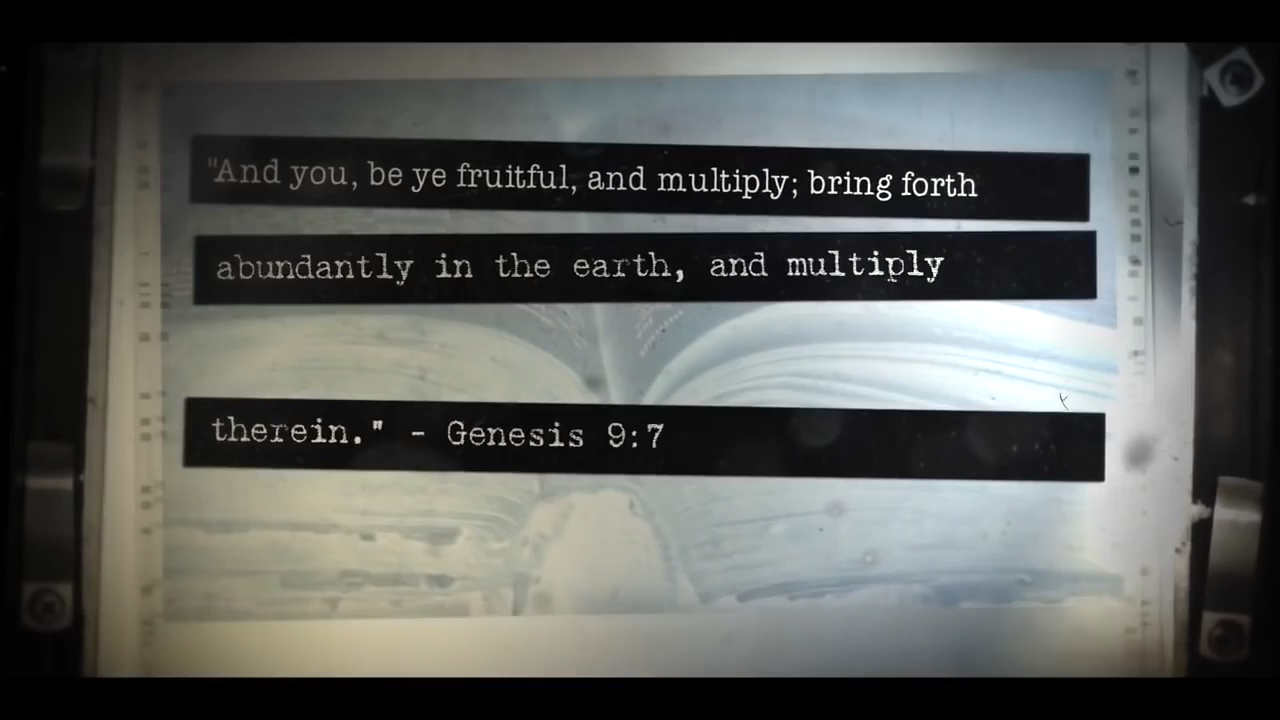 "And you, be ye fruitful, and multiply; bring forth
abundantly in the earth, and multiply
therein." - Genesis 9:7